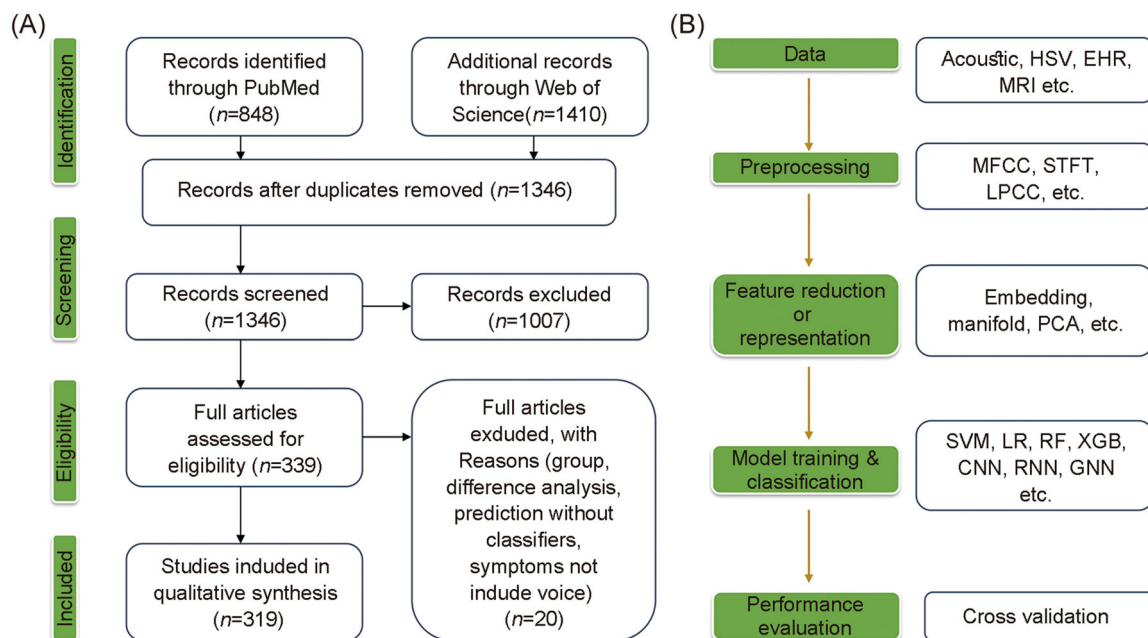 (A)
Identification
Records identified
through PubMed
(n=848)
Additional records
through Web of
Science(n=1410)
Records after duplicates removed (n=1346)
Screening
Records screened
(n=1346)
Records excluded
(n=1007)
Eligibility
Full articles
assessed for
eligibility (n=339)
Full articles
exduded, with
Reasons (group,
difference analysis,
prediction without
classifiers,
symptoms not
indude voice)
(n=20)
Included
Studies induded in
qualitative synthesis
(n=319)
(B)
Data
Acoustic, HSV, EHR,
MRI etc.
Preprocessing
MFCC, STFT,
LPCC, etc.
Feature reduction
or
representation
Embedding,
manifold, PCA, etc.
Model training &
classification
SVM, LR, RF, XGB,
CNN, RNN, GNN
etc.
Performance
evaluation
Cross validation